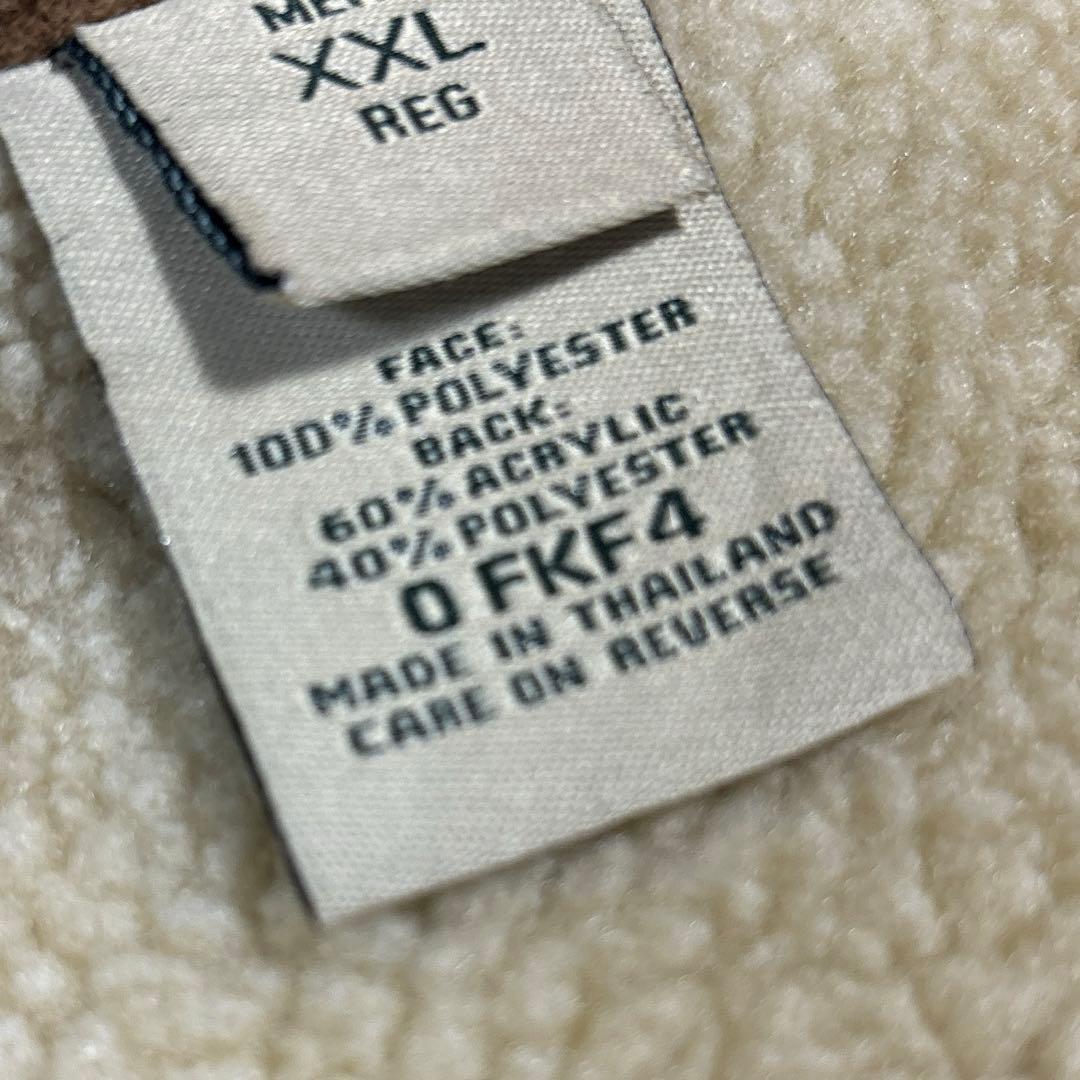 XXL
REG
FACE:
100% POLYESTER
BACK:
60% ACRYLIC
40% POLYESTER
0 FKF4
MADE IN THAILAND
CARE ON REVERSE